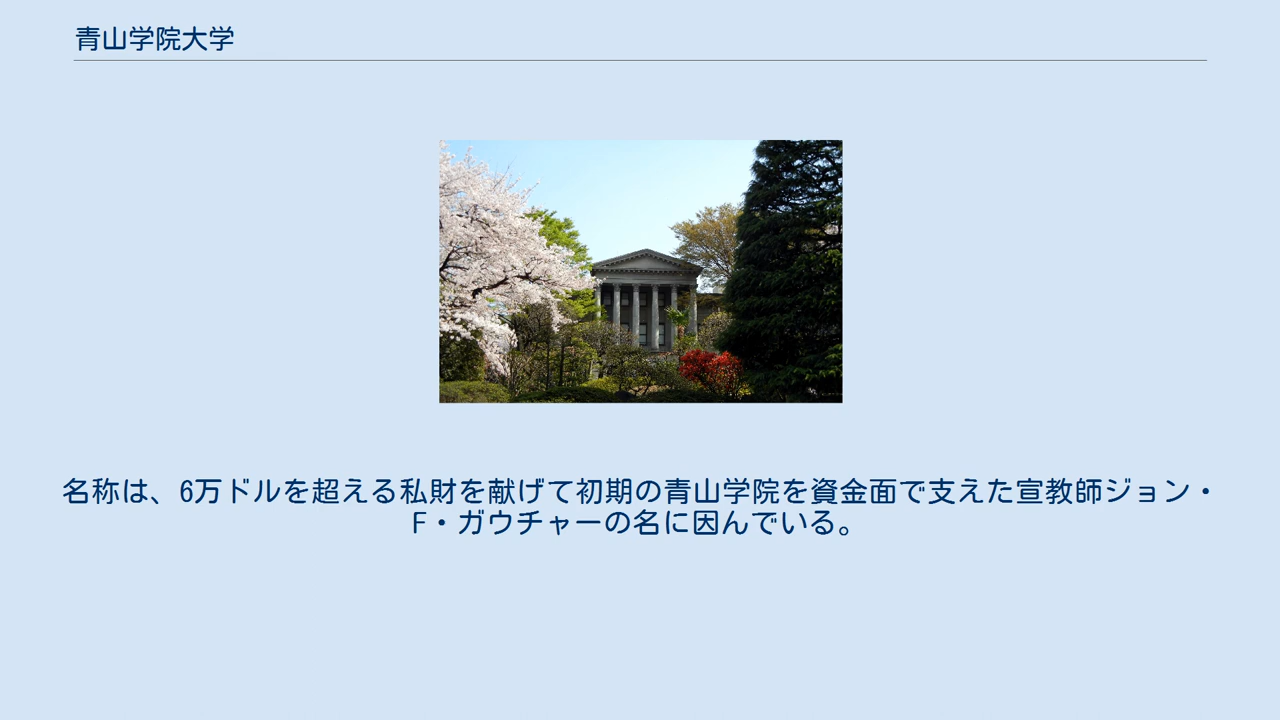 青山学院大学
名称は、6万ドルを超える私財を献げて初期の青山学院を資金面で支えた宣教師ジョン・
F・ガウチャーの名に因んでいる。